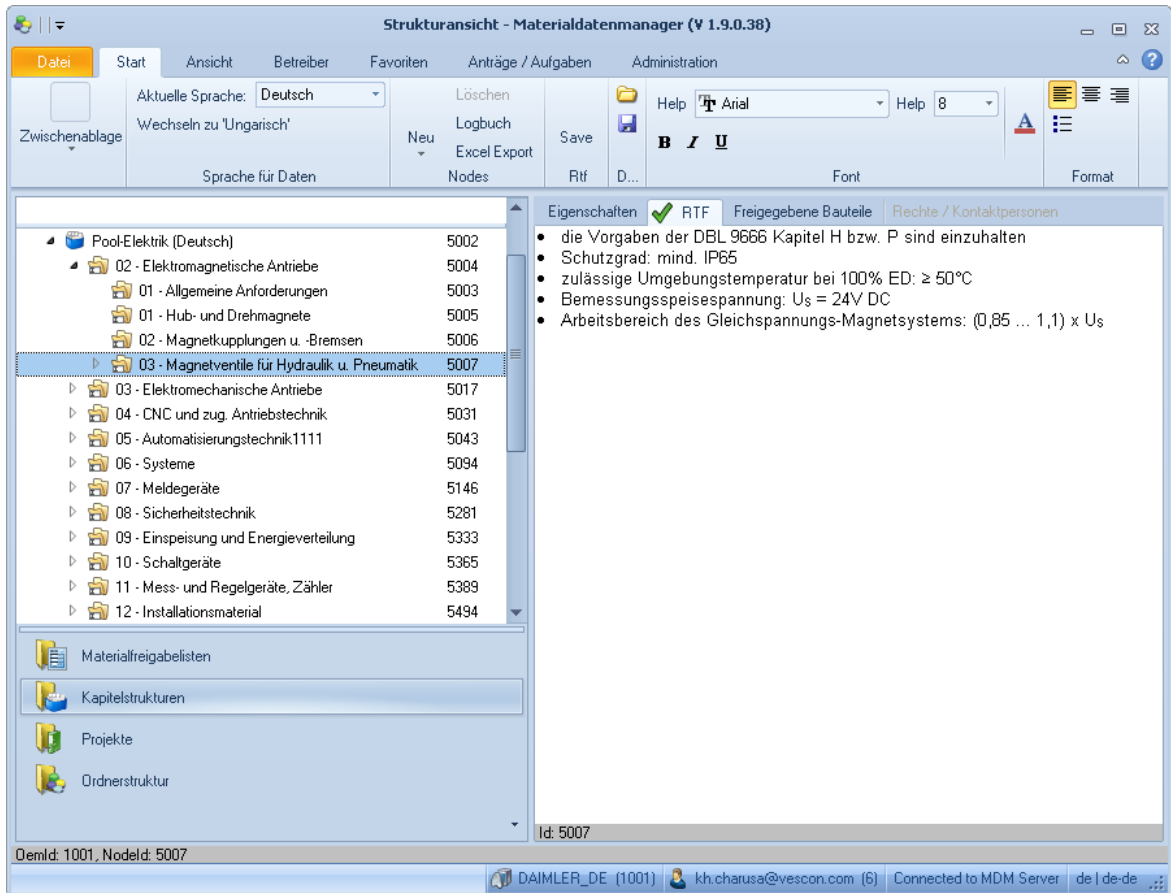 Strukturansicht - Materialdatenmanager (V 1.9.0.38)
Datei Start Ansicht Betreiber Favoriten Anträge / Aufgaben Administration
Zwischenablage
Aktuelle Sprache: Deutsch
Wechseln zu 'Ungarisch'
Sprache für Daten
Neu
Löschen
Logbuch
Excel Export
Nodes
Save
Rtf
D...
Help Arial Help 8
B I U A
Font
Format
Pool-Elektrik (Deutsch) 5002
02 - Elektromagnetische Antriebe 5004
01 - Allgemeine Anforderungen 5003
01 - Hub- und Drehmagnete 5005
02 - Magnetkupplungen u. -Bremsen 5006
03 - Magnetventile für Hydraulik u. Pneumatik 5007
03 - Elektromechanische Antriebe 5017
04 - CNC und zug. Antriebstechnik 5031
05 - Automatisierungstechnik1111 5043
06 - Systeme 5094
07 - Meldegeräte 5146
08 - Sicherheitstechnik 5281
09 - Einspeisung und Energieverteilung 5333
10 - Schaltgeräte 5365
11 - Mess- und Regelgeräte, Zähler 5389
12 - Installationsmaterial 5494
Materialfreigabelisten
Kapitelstrukturen
Projekte
Ordnerstruktur
Eigenschaften RTF Freigegebene Bauteile Rechte / Kontaktpersonen
• die Vorgaben der DBL 9666 Kapitel H bzw. P sind einzuhalten
• Schutzgrad: mind. IP65
• zulässige Umgebungstemperatur bei 100% ED: ≥ 50°C
• Bemessungsspeisespannung: Us = 24V DC
• Arbeitsbereich des Gleichspannungs-Magnetsystems: (0,85 ... 1,1) x Us
Id: 5007
OemId: 1001, NodeId: 5007
DAIMLER_DE (1001) kh.charusa@vescon.com (6) Connected to MDM Server de | de-de